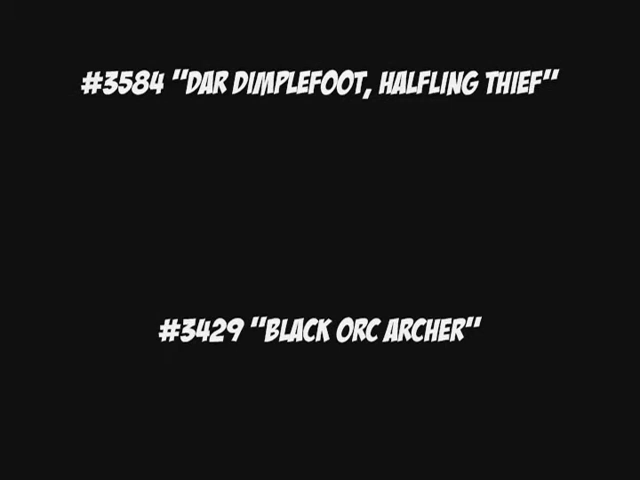 #3584 "DAR DIMPLEFOOT, HALFLING THIEF"
#3429 "BLACK ORC ARCHER"